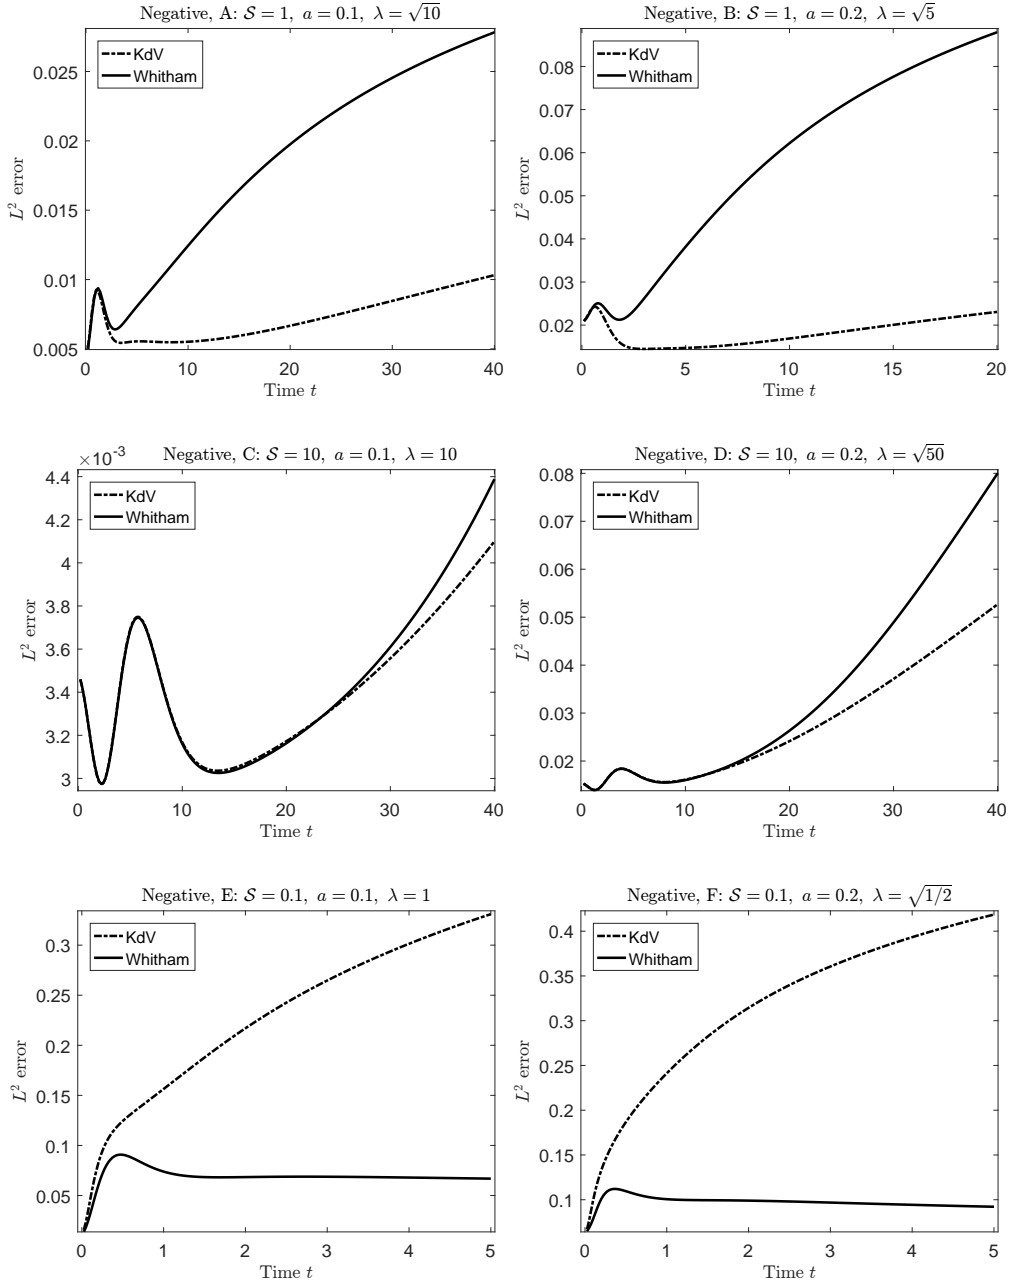 Negative, A: 𝒮 = 1, a = 0.1, λ = √10
KdV
Whitham
0.025
0.02
0.015
0.01
0.005
L² error
0 10 20 30 40
Time t
Negative, B: 𝒮 = 1, a = 0.2, λ = √5
KdV
Whitham
0.08
0.07
0.06
0.05
0.04
0.03
0.02
L² error
0 5 10 15 20
Time t
Negative, C: 𝒮 = 10, a = 0.1, λ = 10
×10⁻³
KdV
Whitham
4.4
4.2
4
3.8
3.6
3.4
3.2
3
L² error
0 10 20 30 40
Time t
Negative, D: 𝒮 = 10, a = 0.2, λ = √50
KdV
Whitham
0.08
0.07
0.06
0.05
0.04
0.03
0.02
L² error
0 10 20 30 40
Time t
Negative, E: 𝒮 = 0.1, a = 0.1, λ = 1
KdV
Whitham
0.3
0.25
0.2
0.15
0.1
0.05
L² error
0 1 2 3 4 5
Time t
Negative, F: 𝒮 = 0.1, a = 0.2, λ = √1/2
KdV
Whitham
0.4
0.3
0.2
0.1
L² error
0 1 2 3 4 5
Time t